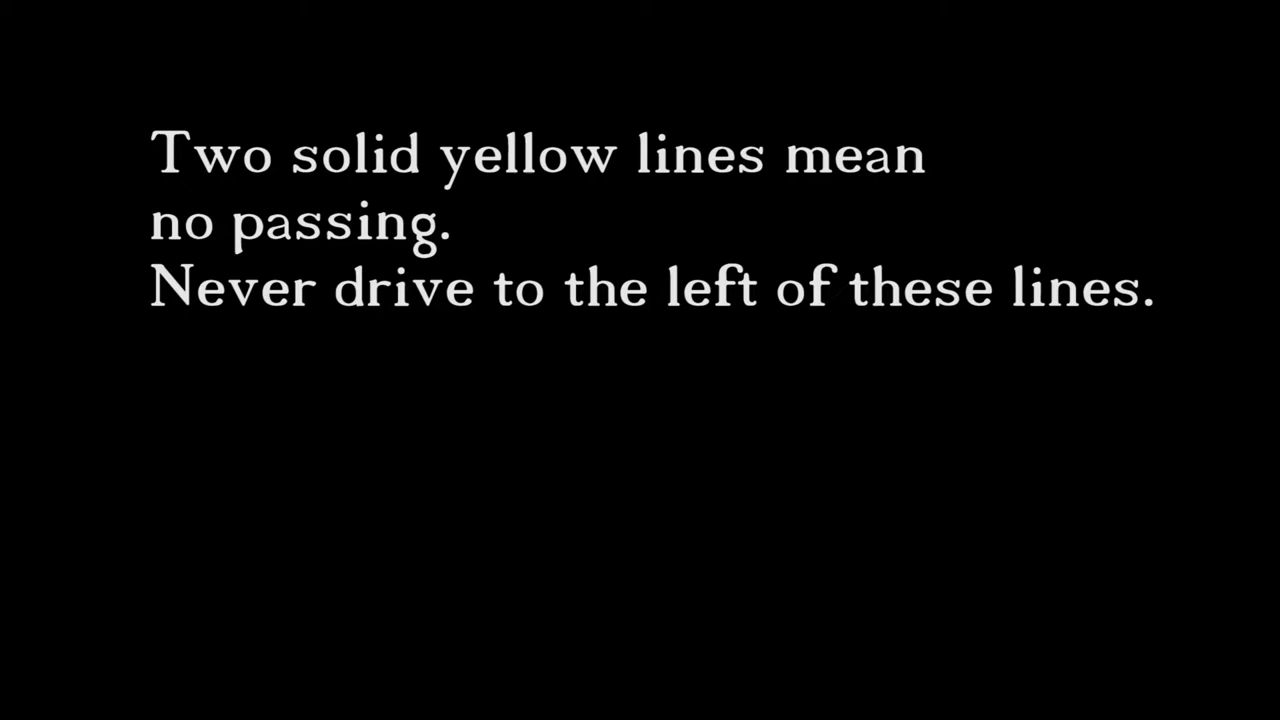 Two solid yellow lines mean
no passing.
Never drive to the left of these lines.